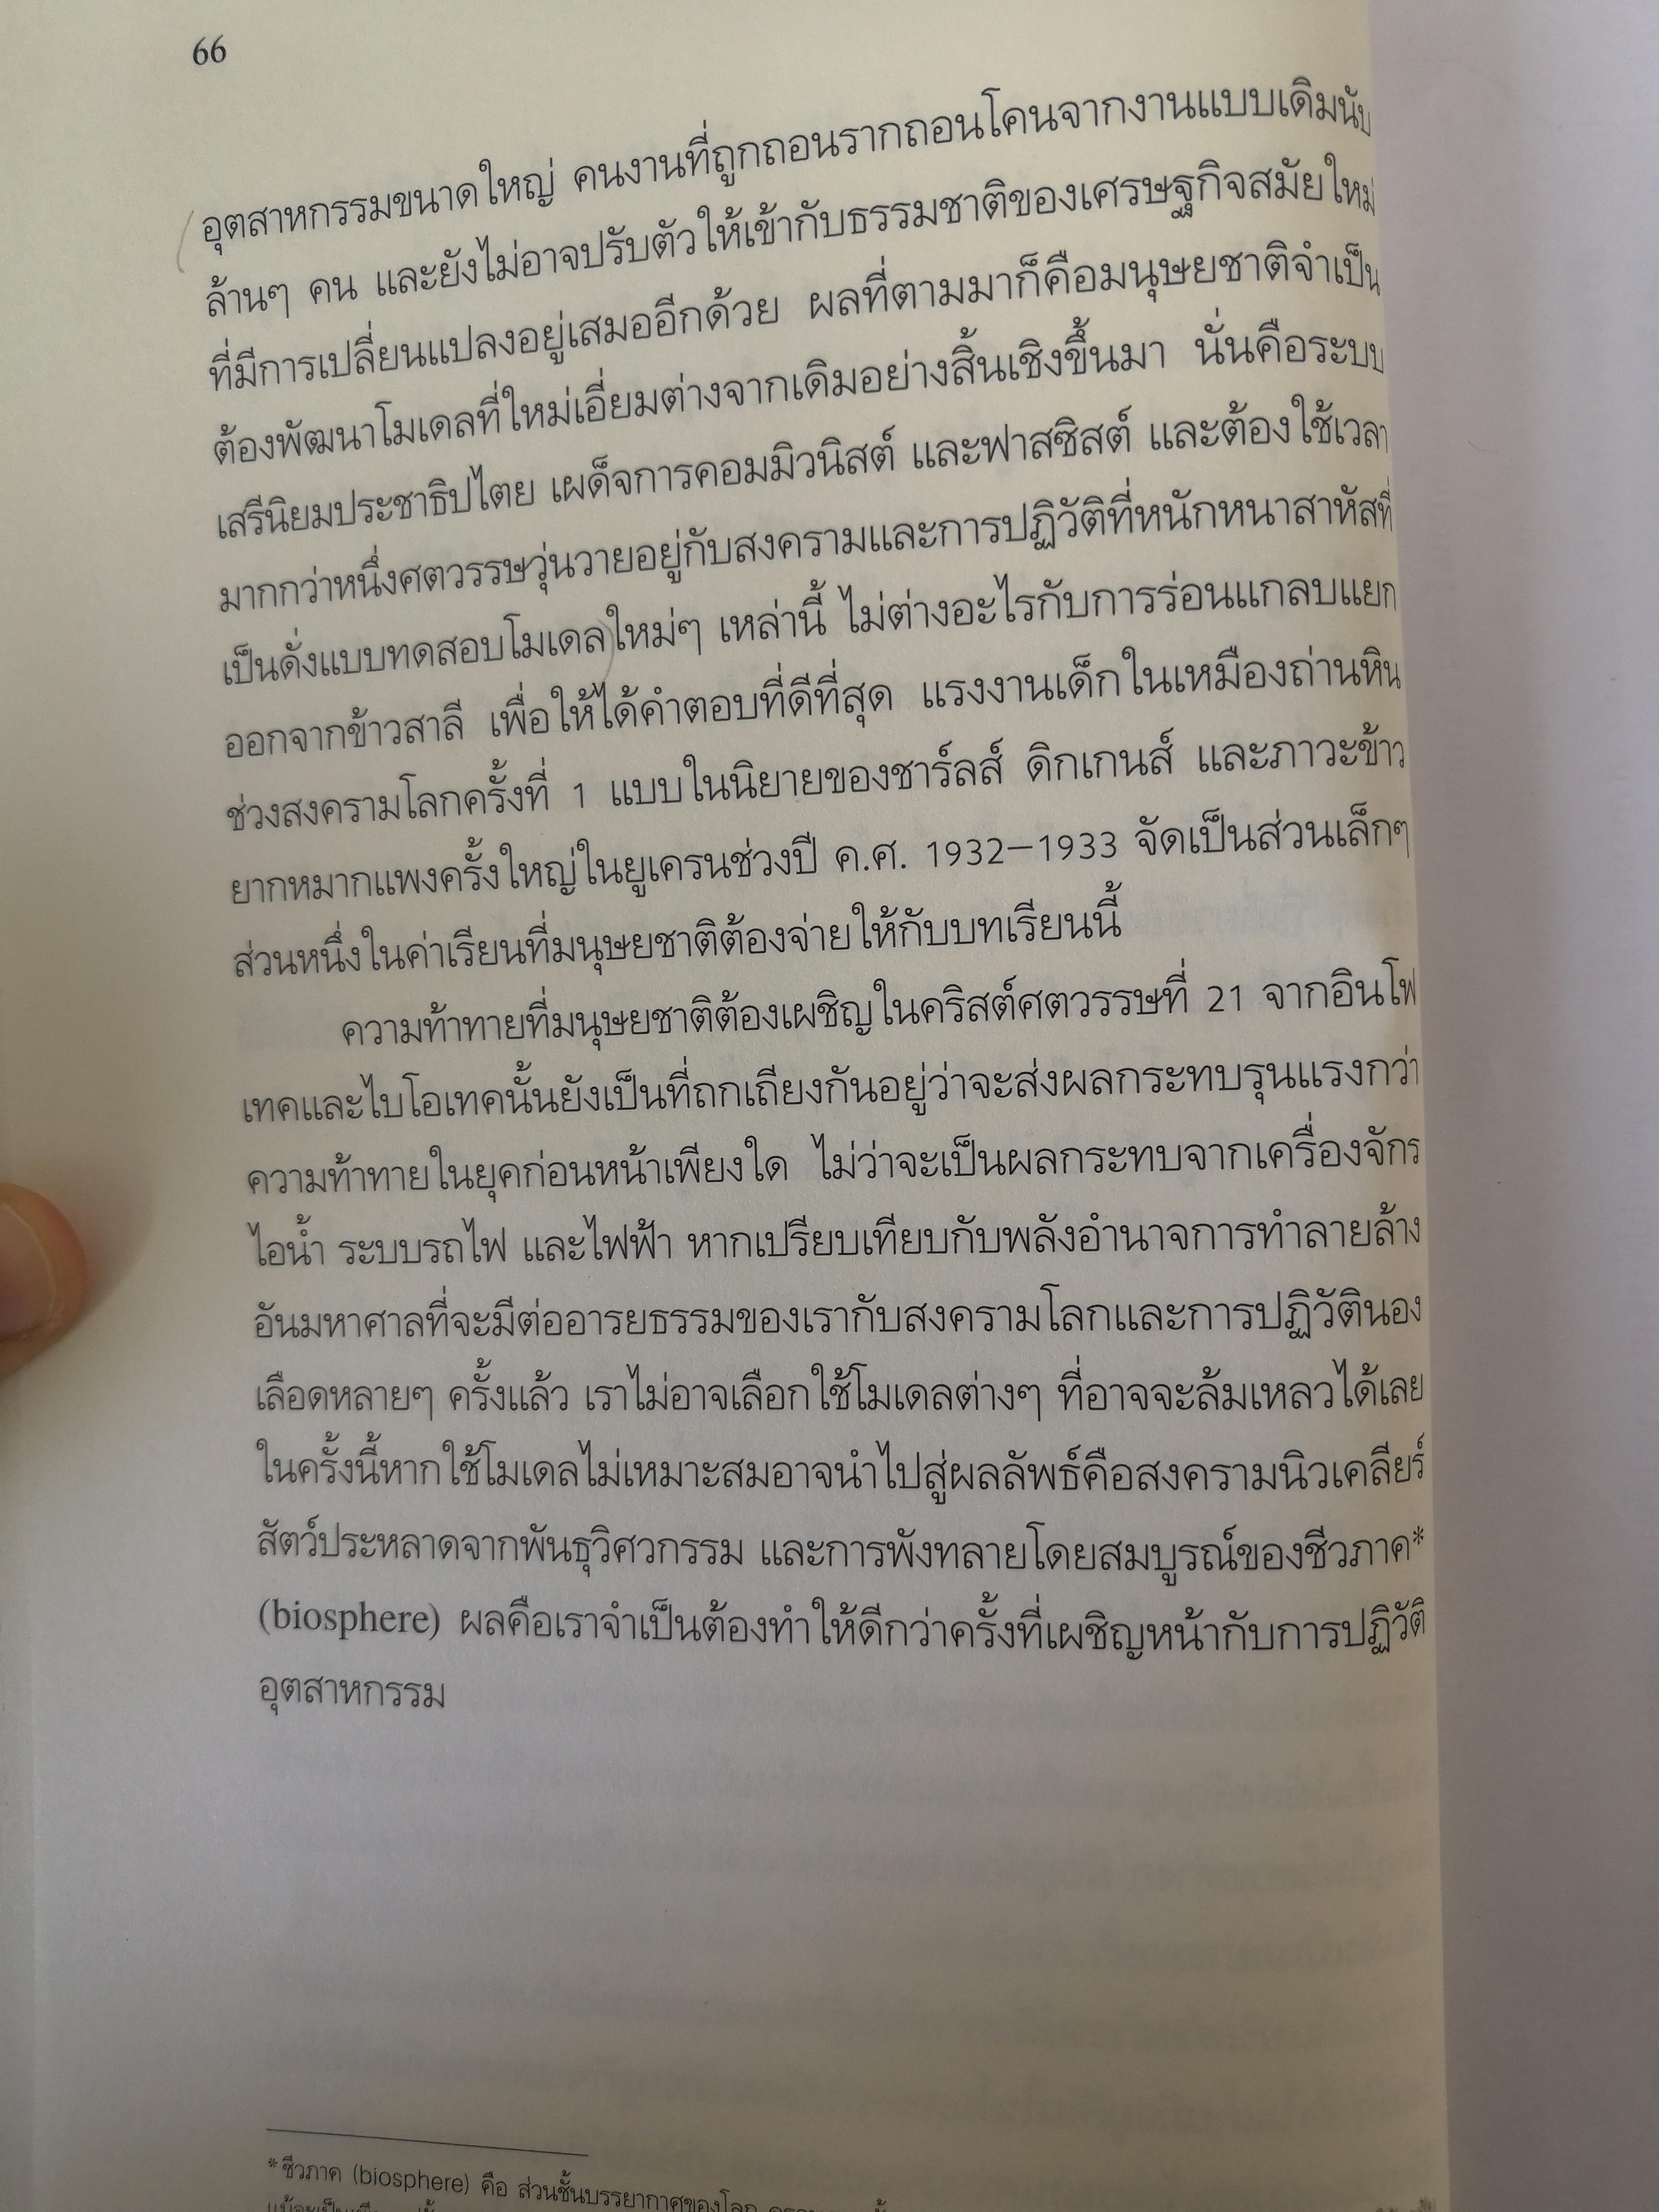 66
อุตสาหกรรมขนาดใหญ่ คนงานที่ถูกถอนรากถอนโคนจากงานแบบเดิมนับ
ล้านๆ คน และยังไม่อาจปรับตัวให้เข้ากับธรรมชาติของเศรษฐกิจสมัยใหม่
ที่มีการเปลี่ยนแปลงอยู่เสมออีกด้วย ผลที่ตามมาก็คือมนุษยชาติจำเป็น
ต้องพัฒนาโมเดลที่ใหม่เอี่ยมต่างจากเดิมอย่างสิ้นเชิงขึ้นมา นั่นคือระบบ
เสรีนิยมประชาธิปไตย เผด็จการคอมมิวนิสต์ และฟาสซิสต์ และต้องใช้เวลา
มากกว่าหนึ่งศตวรรษวุ่นวายอยู่กับสงครามและการปฏิวัติที่หนักหนาสาหัสที่
เป็นดั่งแบบทดสอบโมเดลใหม่ๆ เหล่านี้ ไม่ต่างอะไรกับการร่อนแกลบแยก
ออกจากข้าวสาลี เพื่อให้ได้คำตอบที่ดีที่สุด แรงงานเด็กในเหมืองถ่านหิน
ช่วงสงครามโลกครั้งที่ 1 แบบในนิยายของชาร์ลส์ ดิกเกนส์ และภาวะข้าว
ยากหมากแพงครั้งใหญ่ในยูเครนช่วงปี ค.ศ. 1932–1933 จัดเป็นส่วนเล็กๆ
ส่วนหนึ่งในค่าเรียนที่มนุษยชาติต้องจ่ายให้กับบทเรียนนี้
ความท้าทายที่มนุษยชาติต้องเผชิญในคริสต์ศตวรรษที่ 21 จากอินโฟ
เทคและไบโอเทคนั้นยังเป็นที่ถกเถียงกันอยู่ว่าจะส่งผลกระทบรุนแรงกว่า
ความท้าทายในยุคก่อนหน้าเพียงใด ไม่ว่าจะเป็นผลกระทบจากเครื่องจักร
ไอน้ำ ระบบรถไฟ และไฟฟ้า หากเปรียบเทียบกับพลังอำนาจการทำลายล้าง
อันมหาศาลที่จะมีต่ออารยธรรมของเรากับสงครามโลกและการปฏิวัตินอง
เลือดหลายๆ ครั้งแล้ว เราไม่อาจเลือกใช้โมเดลต่างๆ ที่อาจจะล้มเหลวได้เลย
ในครั้งนี้หากใช้โมเดลไม่เหมาะสมอาจนำไปสู่ผลลัพธ์คือสงครามนิวเคลียร์
สัตว์ประหลาดจากพันธุวิศวกรรม และการพังทลายโดยสมบูรณ์ของชีวภาค*
(biosphere) ผลคือเราจำเป็นต้องทำให้ดีกว่าครั้งที่เผชิญหน้ากับการปฏิวัติ
อุตสาหกรรม
*ชีวภาค (biosphere) คือ ส่วนชั้นบรรยากาศของโลก